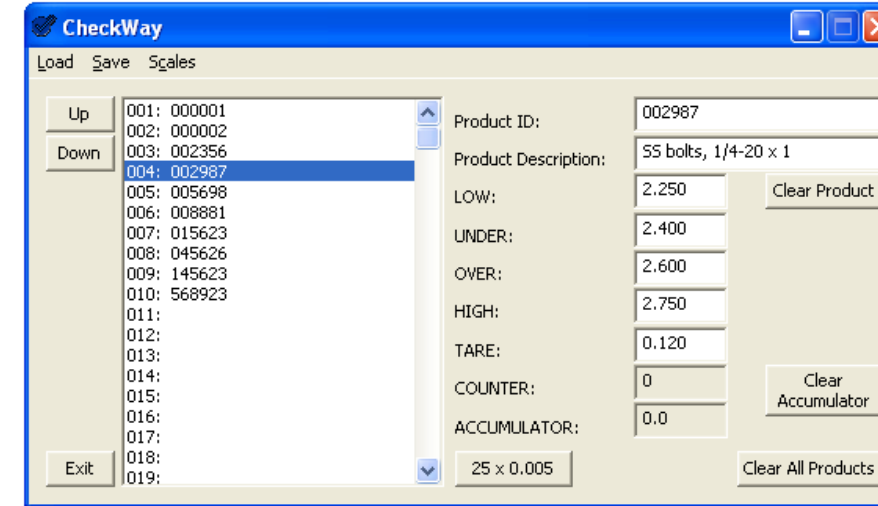 CheckWay
Load Save Scales
Up
Down
001: 000001
002: 000002
003: 002356
004: 002987
005: 005698
006: 008881
007: 015623
008: 045626
009: 145623
010: 568923
011:
012:
013:
014:
015:
016:
017:
018:
019:
Exit
Product ID: 002987
Product Description: SS bolts, 1/4-20 x 1
LOW: 2.250
Clear Product
UNDER: 2.400
OVER: 2.600
HIGH: 2.750
TARE: 0.120
COUNTER: 0
Clear
Accumulator
ACCUMULATOR: 0.0
25 x 0.005
Clear All Products